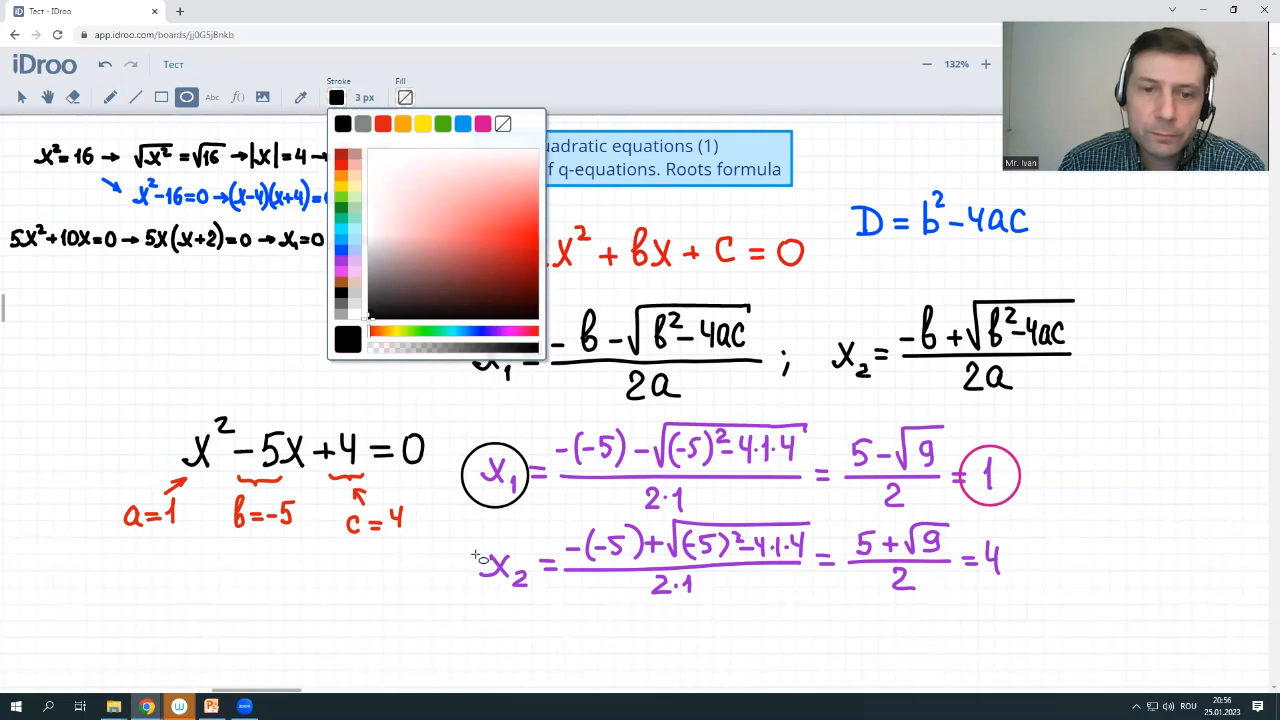 Тест - iDroo
app.idroo.com/boards/jj0G5jBnkb
iDroo
Тест
132%
Stroke
Fill
3 px
Abc
f()
Mr. Ivan
uadratic equations (1)
f q-equations. Roots formula
x² = 16 → √x² = √16 → |x| = 4 →
x² - 16 = 0 → (x-4)(x+4) =
5x² + 10x = 0 → 5x(x+2) = 0 → x₁ = 0
D = b² - 4ac
x² + bx + c = 0
x₁ = (-b - √(b² - 4ac)) / 2a ; x₂ = (-b + √(b² - 4ac)) / 2a
x² - 5x + 4 = 0
a = 1 b = -5 c = 4
x₁ = (-(-5) - √((-5)² - 4·1·4)) / 2·1 = (5 - √9) / 2 = 1
x₂ = (-(-5) + √((-5)² - 4·1·4)) / 2·1 = (5 + √9) / 2 = 4
ROU
20:56
25.01.2023